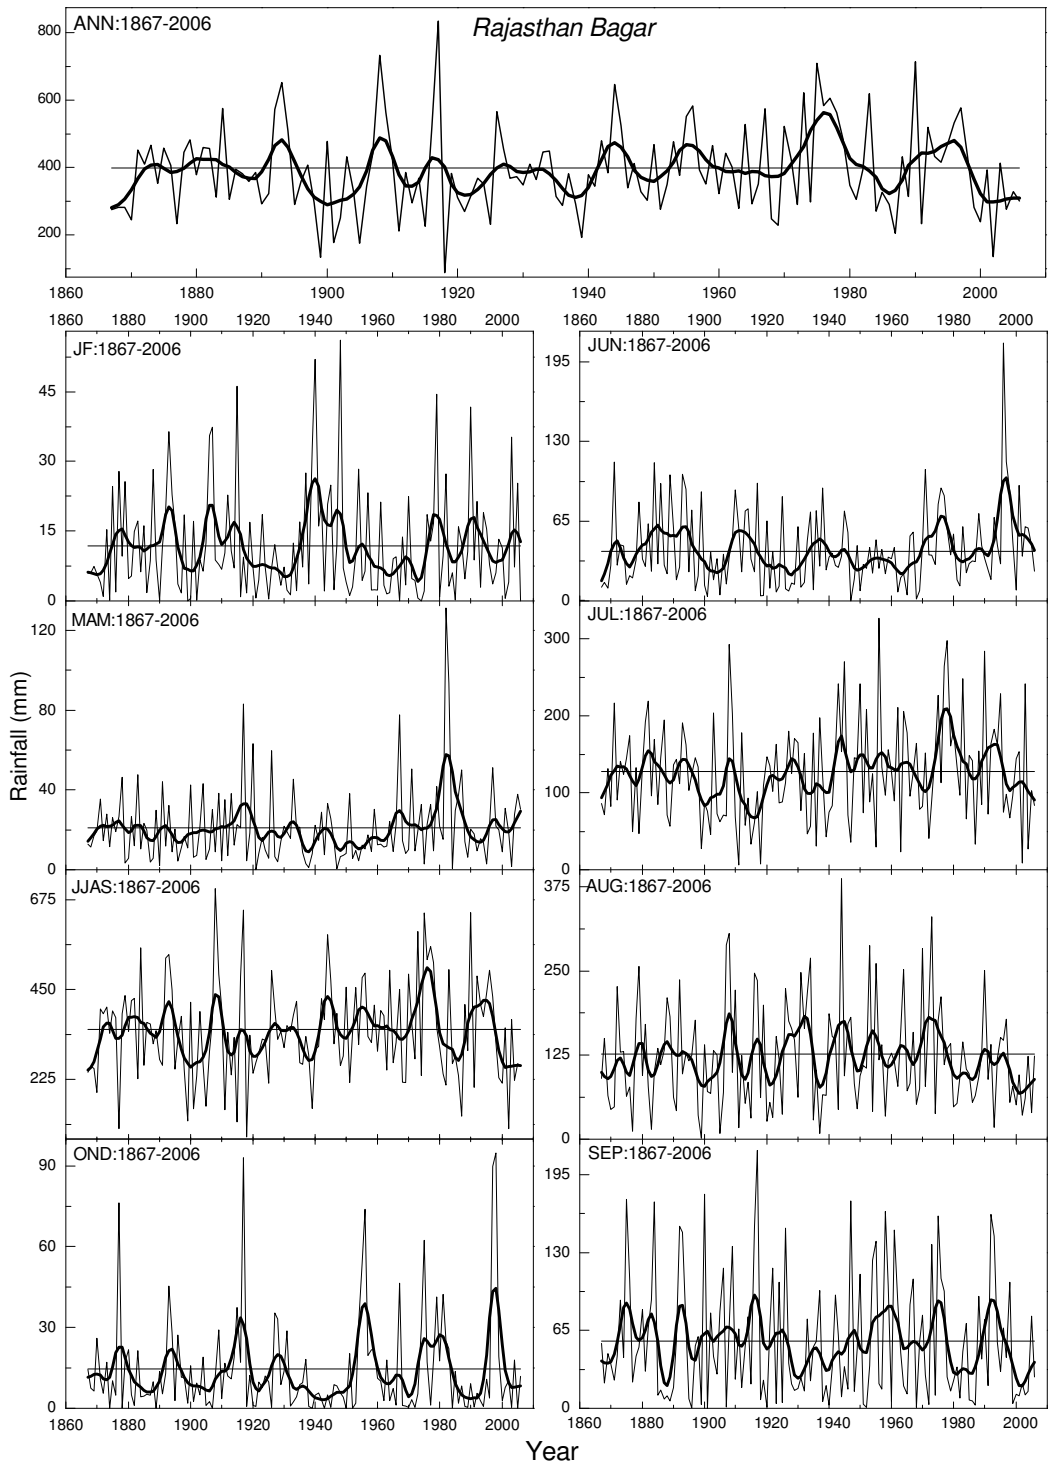 ANN:1867-2006
Rajasthan Bagar
800
600
400
200
1860 1880 1900 1920 1940 1960 1980 2000
1860 1880 1900 1920 1940 1960 1980 2000
1860 1880 1900 1920 1940 1960 1980 2000
JF:1867-2006
45
30
15
0
JUN:1867-2006
195
130
65
0
MAM:1867-2006
120
80
40
0
JUL:1867-2006
300
200
100
0
Rainfall (mm)
JJAS:1867-2006
675
450
225
AUG:1867-2006
375
250
125
0
OND:1867-2006
90
60
30
0
SEP:1867-2006
195
130
65
0
1860 1880 1900 1920 1940 1960 1980 2000
1860 1880 1900 1920 1940 1960 1980 2000
Year